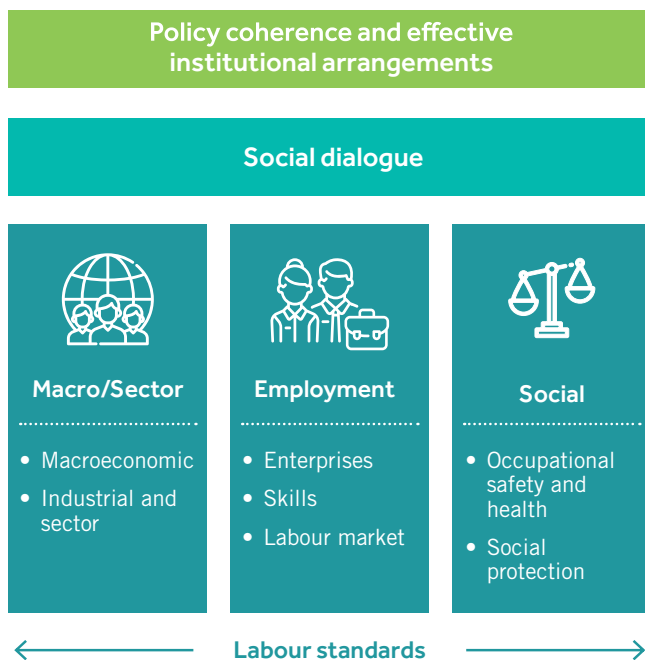 Policy coherence and effective
institutional arrangements
Social dialogue
Macro/Sector
• Macroeconomic
• Industrial and
sector
Employment
• Enterprises
• Skills
• Labour market
Social
• Occupational
safety and
health
• Social
protection
Labour standards